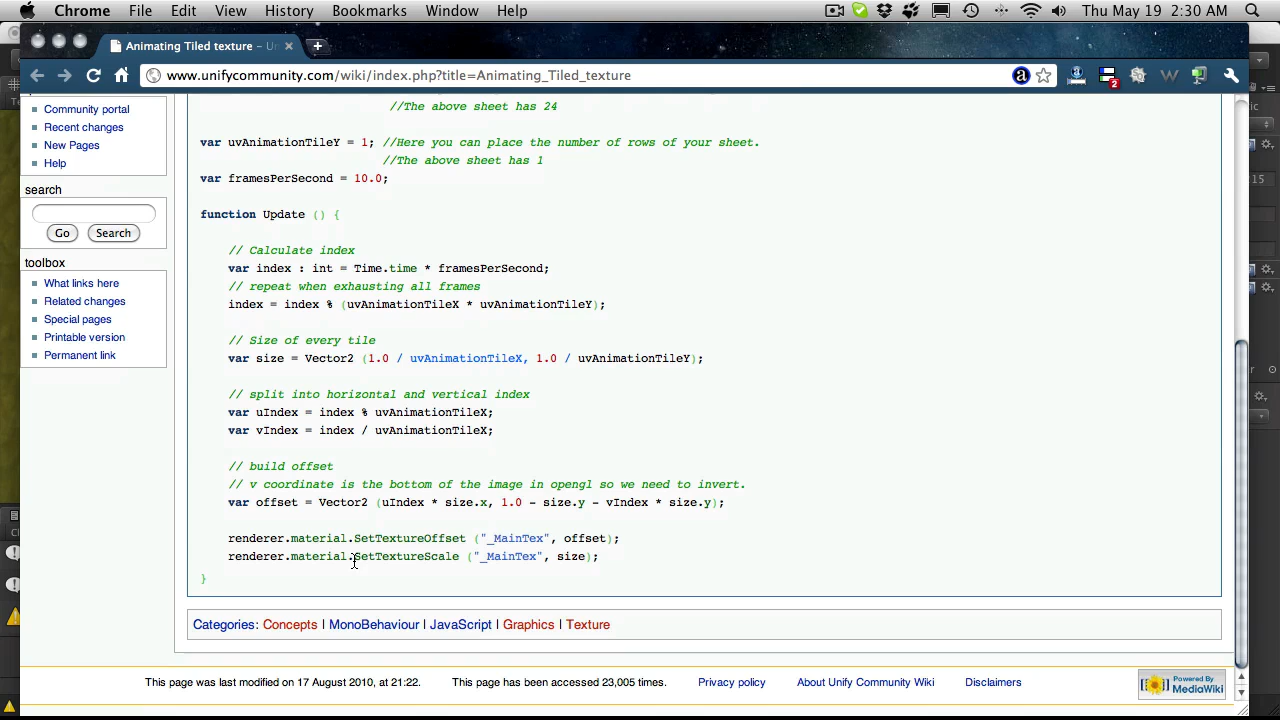 Chrome File Edit View History Bookmarks Window Help
Thu May 19 2:30 AM
Animating Tiled texture – Un
www.unifycommunity.com/wiki/index.php?title=Animating_Tiled_texture
a
2
Community portal
Recent changes
New Pages
Help
search
Go Search
toolbox
What links here
Related changes
Special pages
Printable version
Permanent link
//The above sheet has 24
var uvAnimationTileY = 1; //Here you can place the number of rows of your sheet.
//The above sheet has 1
var framesPerSecond = 10.0;
function Update () {
// Calculate index
var index : int = Time.time * framesPerSecond;
// repeat when exhausting all frames
index = index % (uvAnimationTileX * uvAnimationTileY);
// Size of every tile
var size = Vector2 (1.0 / uvAnimationTileX, 1.0 / uvAnimationTileY);
// split into horizontal and vertical index
var uIndex = index % uvAnimationTileX;
var vIndex = index / uvAnimationTileX;
// build offset
// v coordinate is the bottom of the image in opengl so we need to invert.
var offset = Vector2 (uIndex * size.x, 1.0 - size.y - vIndex * size.y);
renderer.material.SetTextureOffset ("_MainTex", offset);
renderer.material.SetTextureScale ("_MainTex", size);
}
Categories: Concepts | MonoBehaviour | JavaScript | Graphics | Texture
This page was last modified on 17 August 2010, at 21:22. This page has been accessed 23,005 times. Privacy policy About Unify Community Wiki Disclaimers
Powered By
MediaWiki
15